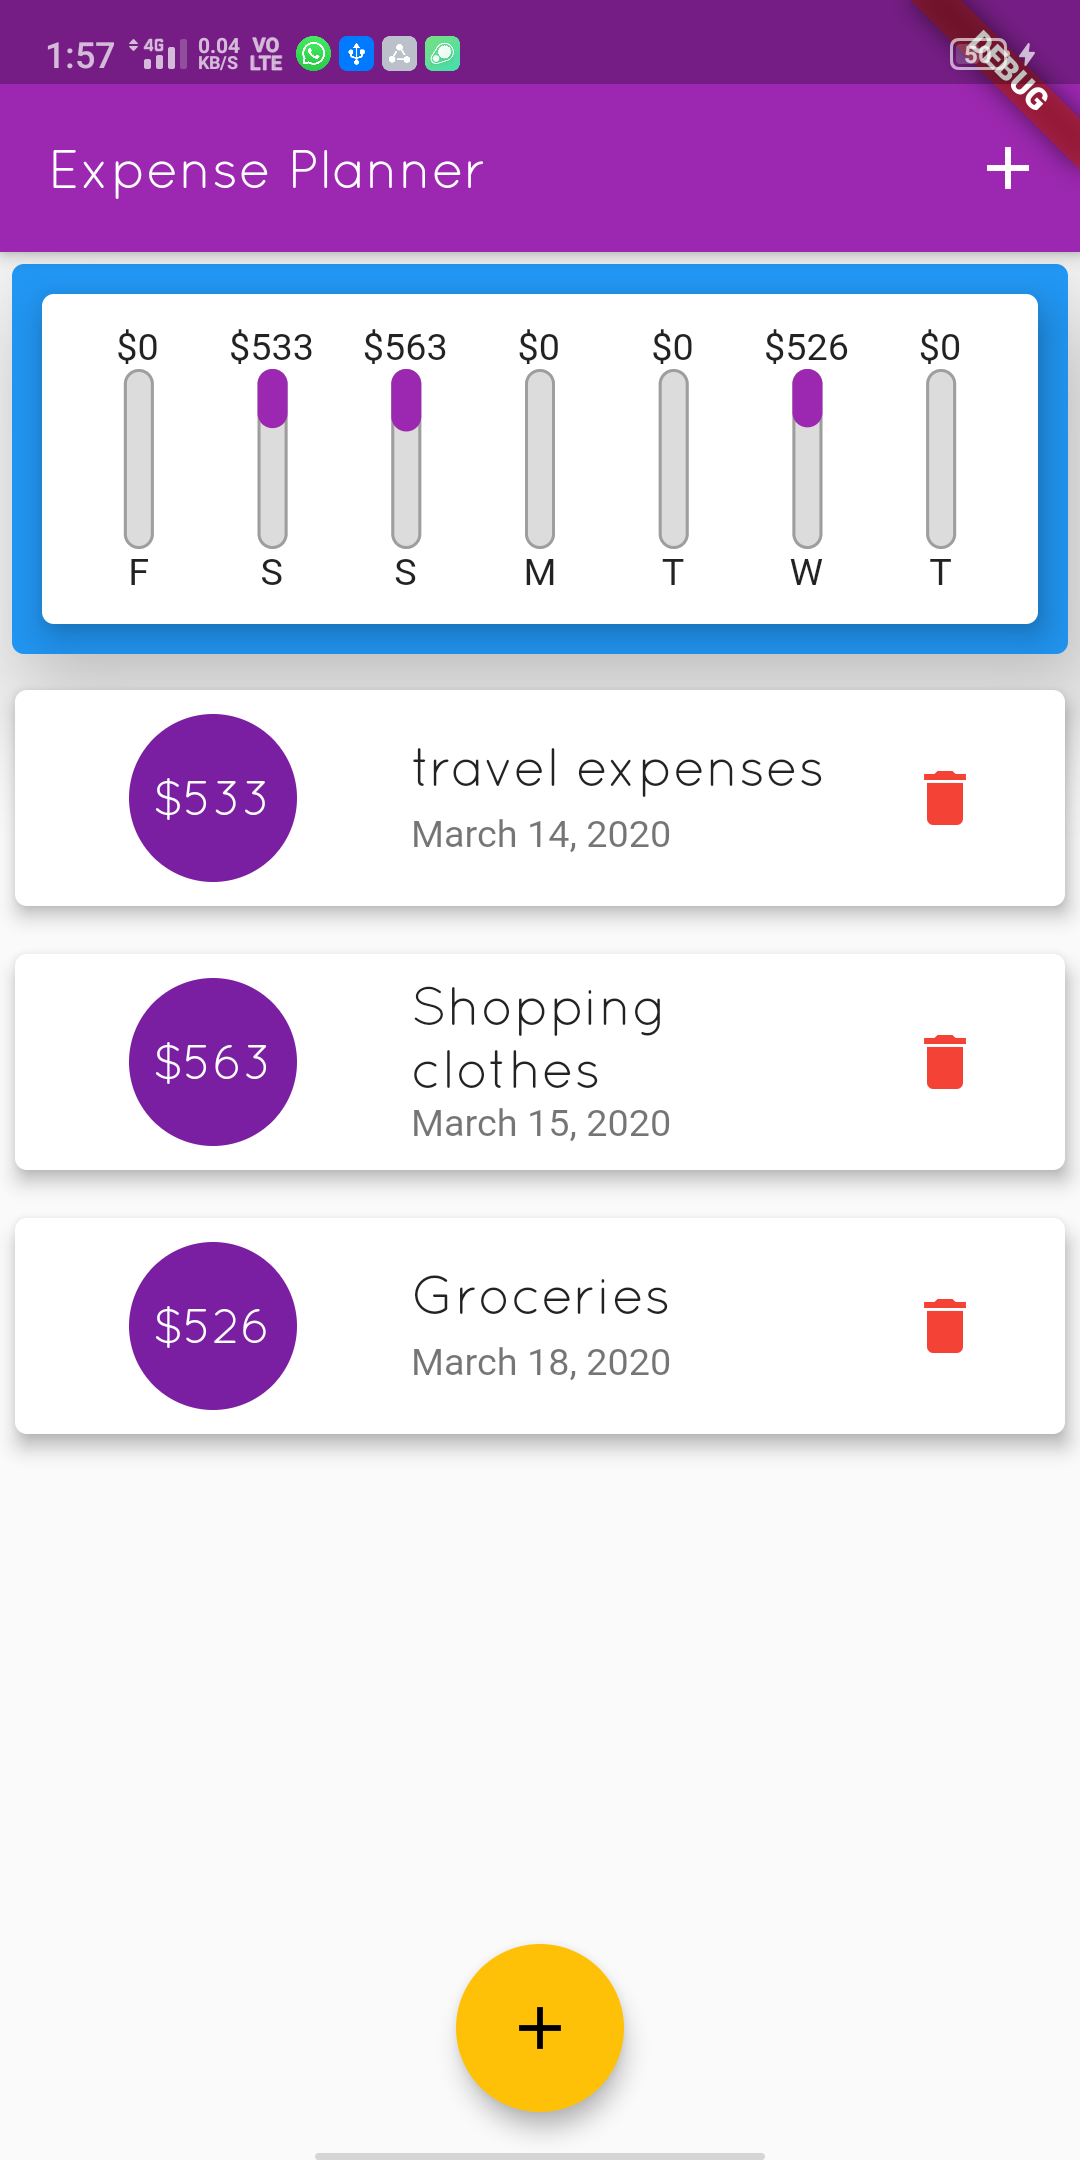 1:57 4G 0.04 KB/S VO LTE 50
DEBUG
Expense Planner
$0 $533 $563 $0 $0 $526 $0
F S S M T W T
$533
travel expenses
March 14, 2020
$563
Shopping
clothes
March 15, 2020
$526
Groceries
March 18, 2020